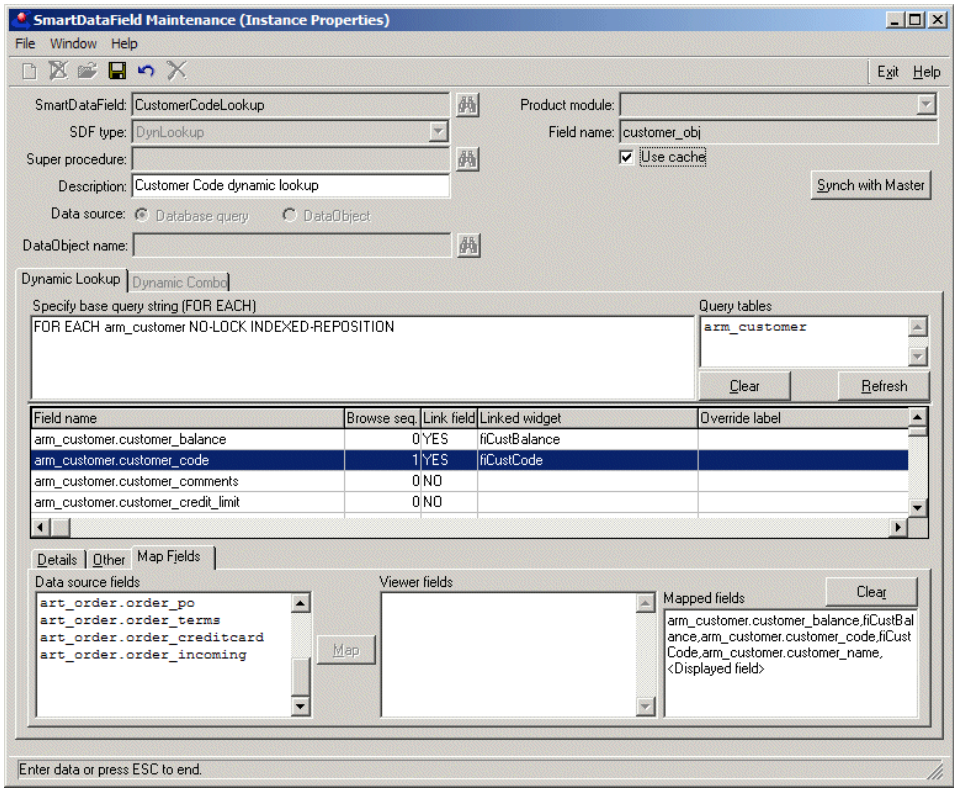 SmartDataField Maintenance (Instance Properties)
File Window Help
Exit Help
SmartDataField: CustomerCodeLookup
Product module:
SDF type: DynLookup
Field name: customer_obj
Super procedure:
Use cache
Description: Customer Code dynamic lookup
Synch with Master
Data source: Database query DataObject
DataObject name:
Dynamic Lookup Dynamic Combo
Specify base query string (FOR EACH)
Query tables
FOR EACH arm_customer NO-LOCK INDEXED-REPOSITION
arm_customer
Clear Refresh
Field name Browse seq. Link field Linked widget Override label
arm_customer.customer_balance 0 YES fiCustBalance
arm_customer.customer_code 1 YES fiCustCode
arm_customer.customer_comments 0 NO
arm_customer.customer_credit_limit 0 NO
Details Other Map Fields
Data source fields
Viewer fields
Clear
Mapped fields
art_order.order_po
art_order.order_terms
art_order.order_creditcard
art_order.order_incoming
Map
arm_customer.customer_balance,fiCustBal
ance,arm_customer.customer_code,fiCust
Code,arm_customer.customer_name,
<Displayed field>
Enter data or press ESC to end.